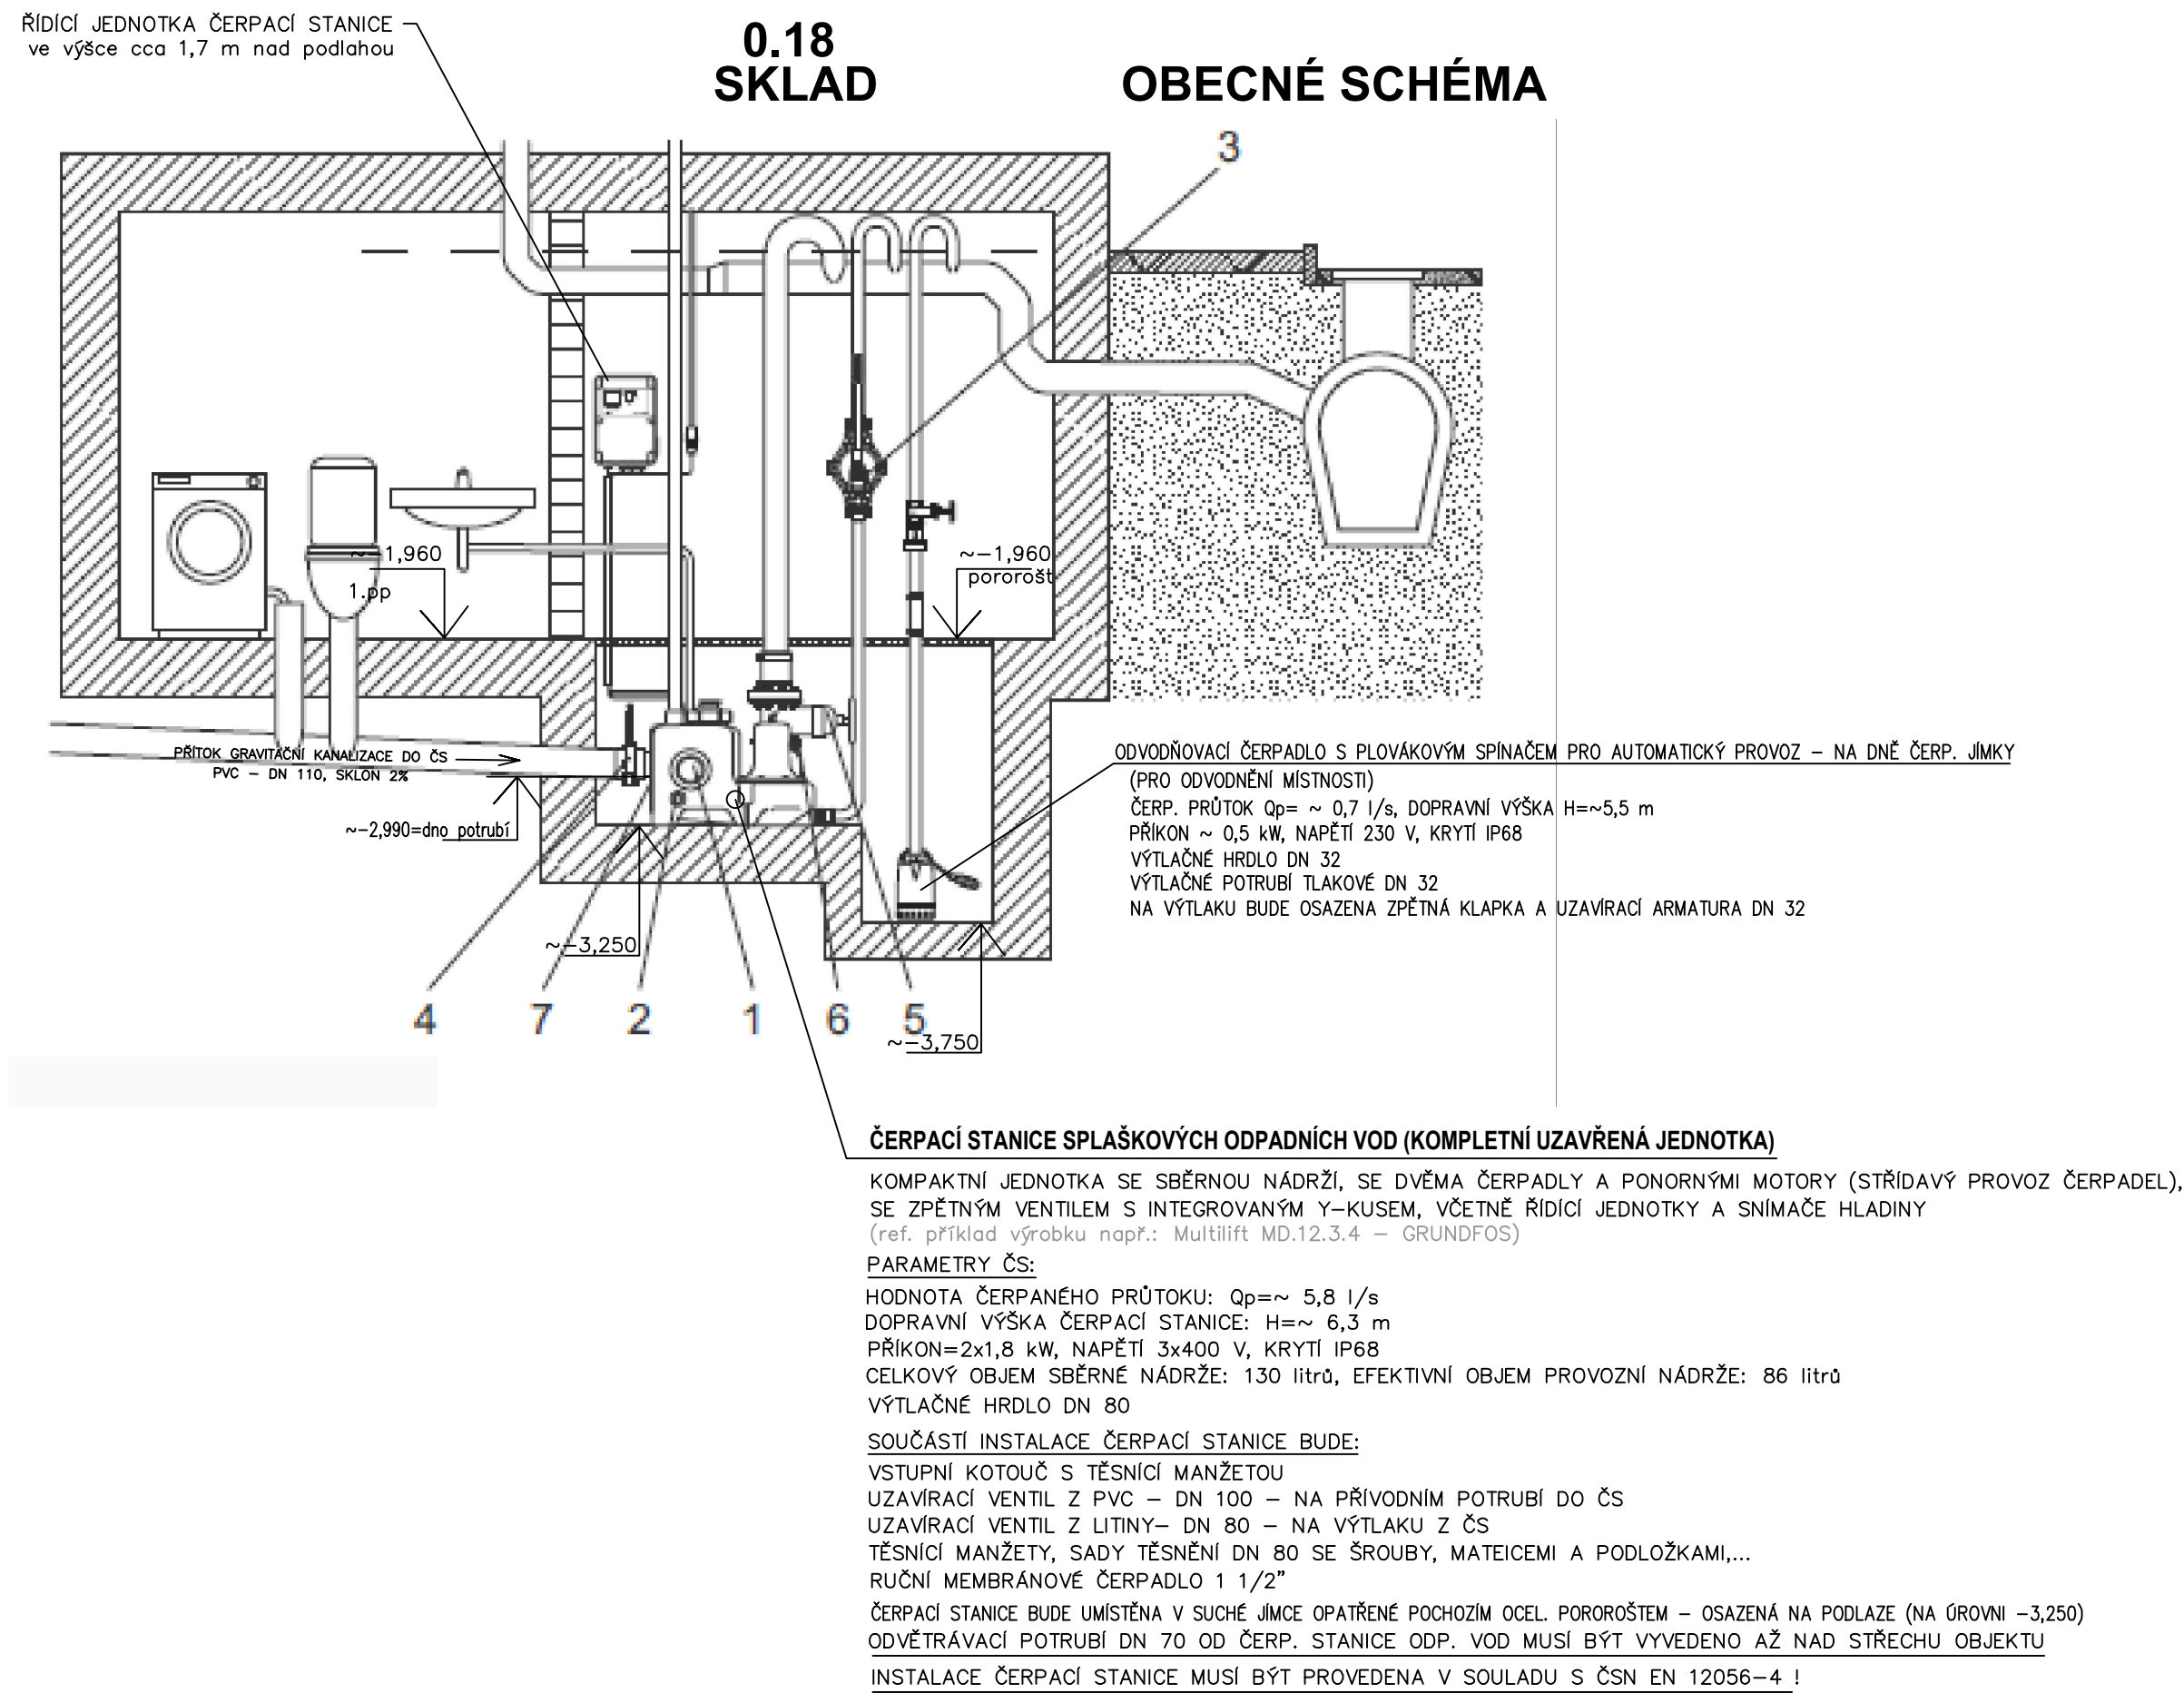 ŘÍDÍCÍ JEDNOTKA ČERPACÍ STANICE
ve výšce cca 1,7 m nad podlahou
0.18
SKLAD
OBECNÉ SCHÉMA
3
~-1,960
1.pp
~-1,960
pororošt
PŘÍTOK GRAVITAČNÍ KANALIZACE DO ČS
PVC - DN 110, SKLON 2%
~-2,990=dno potrubí
~-3,250
4 7 2 1 6 5
~-3,750
ODVODŇOVACÍ ČERPADLO S PLOVÁKOVÝM SPÍNAČEM PRO AUTOMATICKÝ PROVOZ - NA DNĚ ČERP. JÍMKY
(PRO ODVODNĚNÍ MÍSTNOSTI)
ČERP. PRŮTOK Qp= ~ 0,7 l/s, DOPRAVNÍ VÝŠKA H=~5,5 m
PŘÍKON ~ 0,5 kW, NAPĚTÍ 230 V, KRYTÍ IP68
VÝTLAČNÉ HRDLO DN 32
VÝTLAČNÉ POTRUBÍ TLAKOVÉ DN 32
NA VÝTLAKU BUDE OSAZENA ZPĚTNÁ KLAPKA A UZAVÍRACÍ ARMATURA DN 32
ČERPACÍ STANICE SPLAŠKOVÝCH ODPADNÍCH VOD (KOMPLETNÍ UZAVŘENÁ JEDNOTKA)
KOMPAKTNÍ JEDNOTKA SE SBĚRNOU NÁDRŽÍ, SE DVĚMA ČERPADLY A PONORNÝMI MOTORY (STŘÍDAVÝ PROVOZ ČERPADEL),
SE ZPĚTNÝM VENTILEM S INTEGROVANÝM Y-KUSEM, VČETNĚ ŘÍDÍCÍ JEDNOTKY A SNÍMAČE HLADINY
(ref. příklad výrobku např.: Multilift MD.12.3.4 - GRUNDFOS)
PARAMETRY ČS:
HODNOTA ČERPANÉHO PRŮTOKU: Qp=~ 5,8 l/s
DOPRAVNÍ VÝŠKA ČERPACÍ STANICE: H=~ 6,3 m
PŘÍKON=2x1,8 kW, NAPĚTÍ 3x400 V, KRYTÍ IP68
CELKOVÝ OBJEM SBĚRNÉ NÁDRŽE: 130 litrů, EFEKTIVNÍ OBJEM PROVOZNÍ NÁDRŽE: 86 litrů
VÝTLAČNÉ HRDLO DN 80
SOUČÁSTÍ INSTALACE ČERPACÍ STANICE BUDE:
VSTUPNÍ KOTOUČ S TĚSNÍCÍ MANŽETOU
UZAVÍRACÍ VENTIL Z PVC - DN 100 - NA PŘÍVODNÍM POTRUBÍ DO ČS
UZAVÍRACÍ VENTIL Z LITINY- DN 80 - NA VÝTLAKU Z ČS
TĚSNÍCÍ MANŽETY, SADY TĚSNĚNÍ DN 80 SE ŠROUBY, MATEICEMI A PODLOŽKAMI,...
RUČNÍ MEMBRÁNOVÉ ČERPADLO 1 1/2"
ČERPACÍ STANICE BUDE UMÍSTĚNA V SUCHÉ JÍMCE OPATŘENÉ POCHOZÍM OCEL. POROROŠTEM - OSAZENÁ NA PODLAZE (NA ÚROVNI -3,250)
ODVĚTRÁVACÍ POTRUBÍ DN 70 OD ČERP. STANICE ODP. VOD MUSÍ BÝT VYVEDENO AŽ NAD STŘECHU OBJEKTU
INSTALACE ČERPACÍ STANICE MUSÍ BÝT PROVEDENA V SOULADU S ČSN EN 12056-4 !